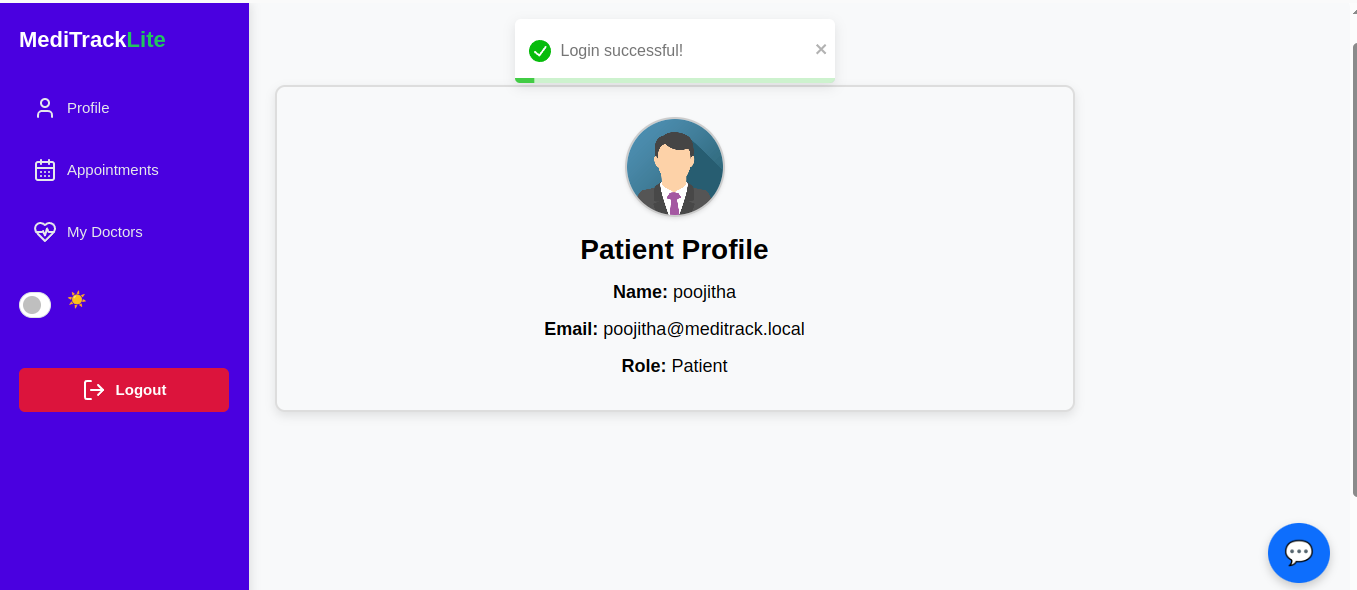 MediTrackLite
Profile
Appointments
My Doctors
Logout
Login successful!
Patient Profile
Name: poojitha
Email: poojitha@meditrack.local
Role: Patient